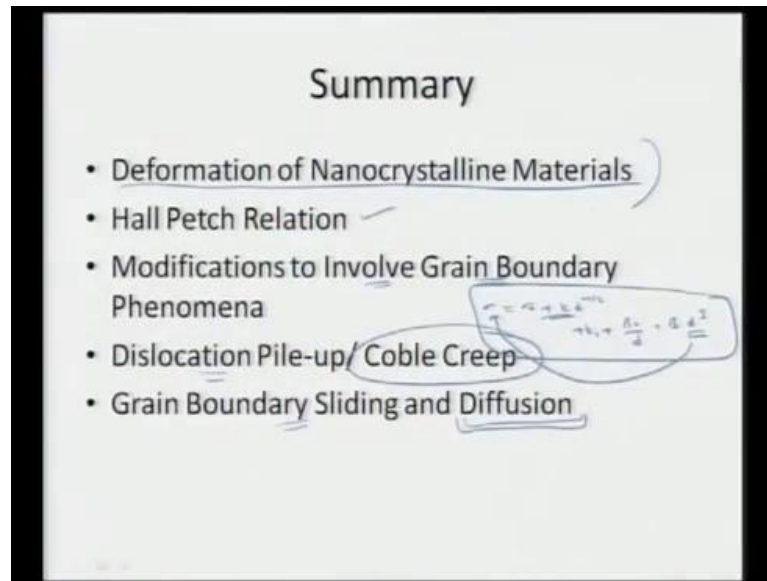 Summary
• Deformation of Nanocrystalline Materials
• Hall Petch Relation
• Modifications to Involve Grain Boundary
Phenomena
• Dislocation Pile-up/ Coble Creep
• Grain Boundary Sliding and Diffusion